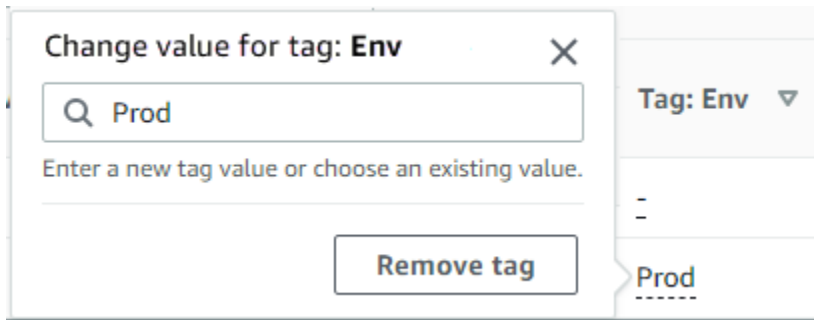 Change value for tag: Env
Prod
Enter a new tag value or choose an existing value.
Remove tag
Tag: Env
-
Prod